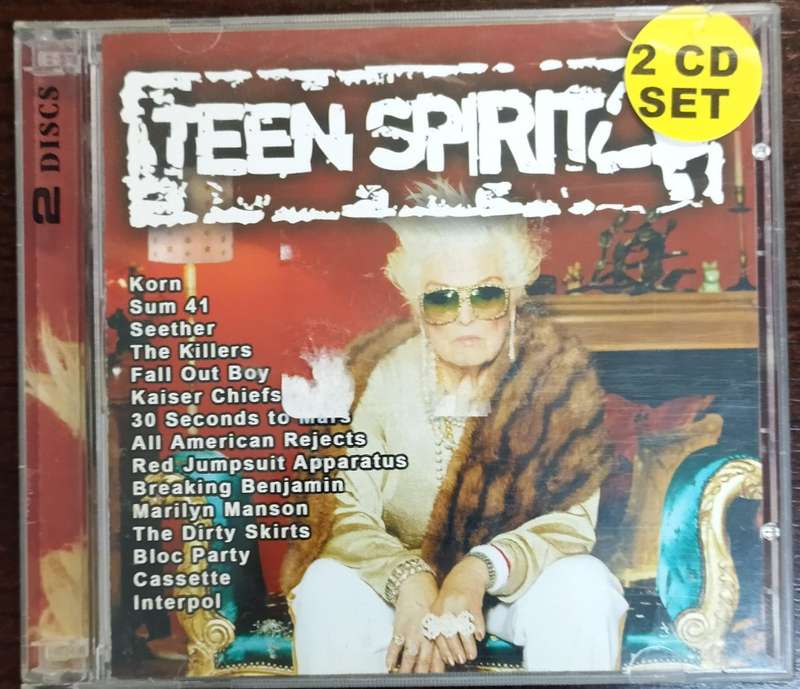 2 DISCS
TEEN SPIRIT 2
2 CD
SET
Korn
Sum 41
Seether
The Killers
Fall Out Boy
Kaiser Chiefs
30 Seconds to Mars
All American Rejects
Red Jumpsuit Apparatus
Breaking Benjamin
Marilyn Manson
The Dirty Skirts
Bloc Party
Cassette
Interpol